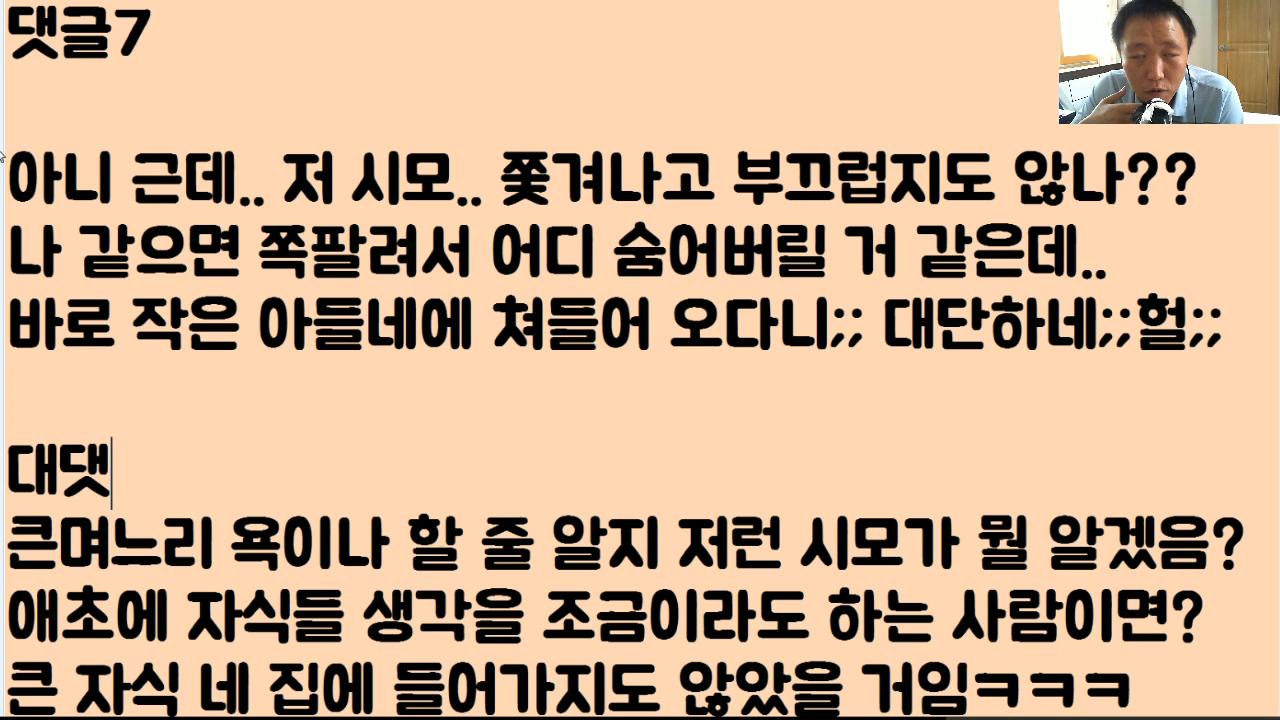 댓글7
아니 근데.. 저 시모.. 쫓겨나고 부끄럽지도 않나??
나 같으면 쪽팔려서 어디 숨어버릴 거 같은데..
바로 작은 아들네에 쳐들어 오다니;; 대단하네;;헐;;
대댓
큰며느리 욕이나 할 줄 알지 저런 시모가 뭘 알겠음?
애초에 자식들 생각을 조금이라도 하는 사람이면?
큰 자식 네 집에 들어가지도 않았을 거임ㅋㅋㅋ